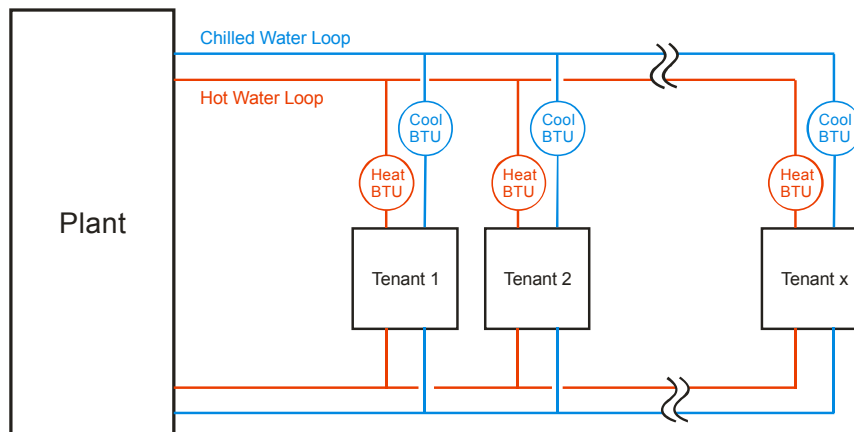 Chilled Water Loop
Hot Water Loop
Cool
BTU
Cool
BTU
Cool
BTU
Heat
BTU
Heat
BTU
Heat
BTU
Plant
Tenant 1
Tenant 2
Tenant x